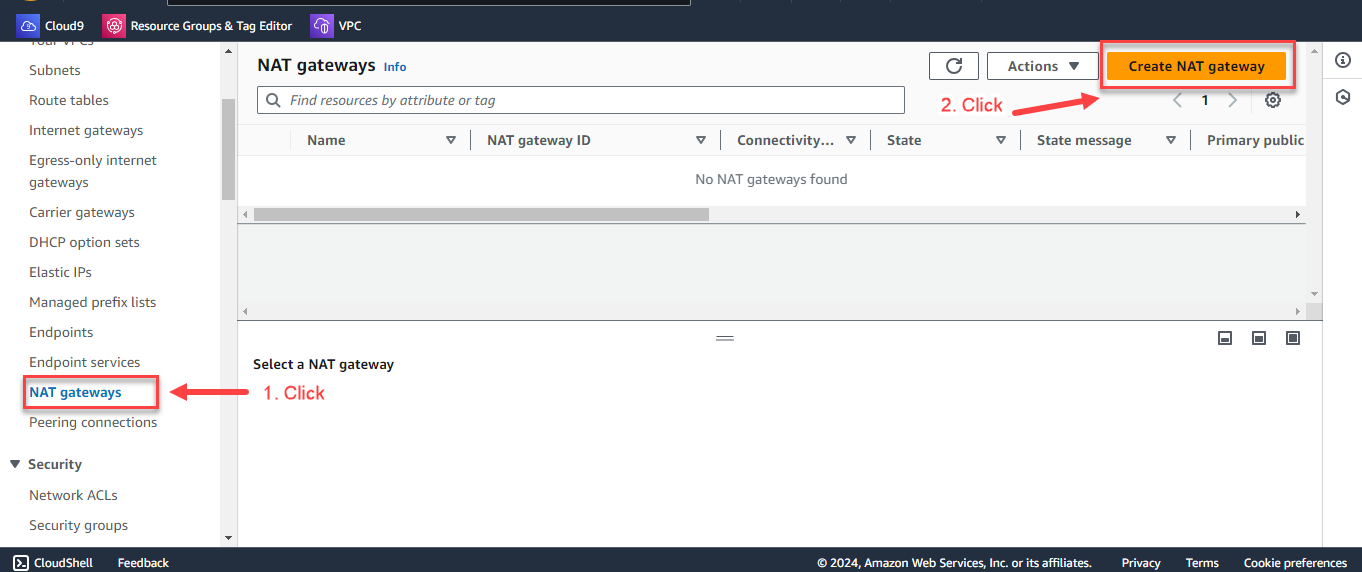 Cloud9
Resource Groups & Tag Editor
VPC
Your VPCs
Subnets
Route tables
Internet gateways
Egress-only internet
gateways
Carrier gateways
DHCP option sets
Elastic IPs
Managed prefix lists
Endpoints
Endpoint services
NAT gateways
Peering connections
Security
Network ACLs
Security groups
NAT gateways Info
Actions
Create NAT gateway
Find resources by attribute or tag
2. Click
1
Name
NAT gateway ID
Connectivity...
State
State message
Primary public
No NAT gateways found
Select a NAT gateway
1. Click
CloudShell
Feedback
© 2024, Amazon Web Services, Inc. or its affiliates.
Privacy
Terms
Cookie preferences